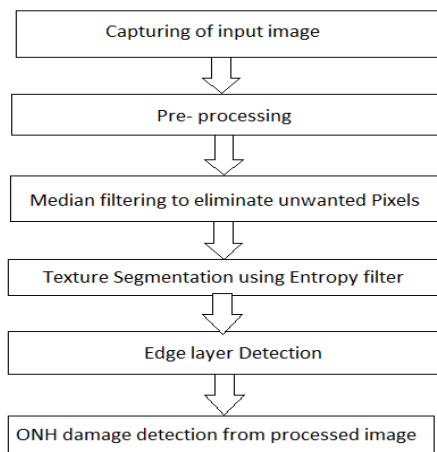 Capturing of input image
Pre- processing
Median filtering to eliminate unwanted Pixels
Texture Segmentation using Entropy filter
Edge layer Detection
ONH damage detection from processed image